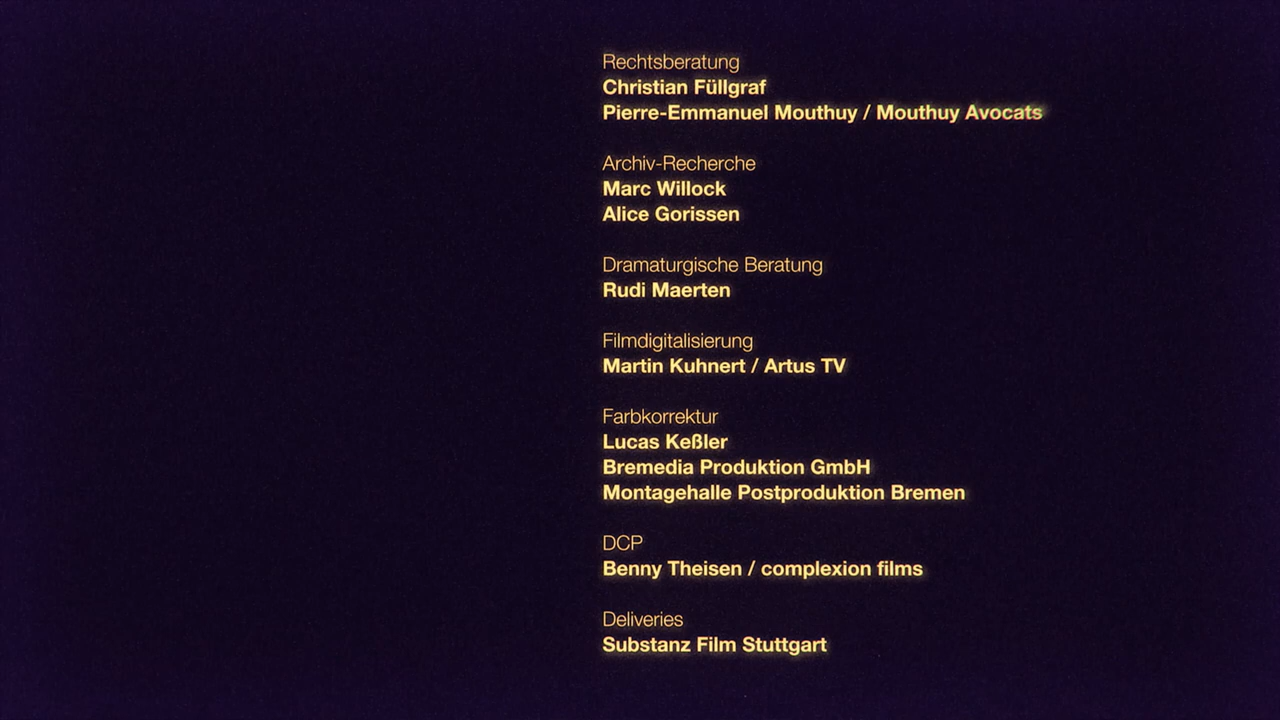 Rechtsberatung
Christian Füllgraf
Pierre-Emmanuel Mouthuy / Mouthuy Avocats
Archiv-Recherche
Marc Willock
Alice Gorissen
Dramaturgische Beratung
Rudi Maerten
Filmdigitalisierung
Martin Kuhnert / Artus TV
Farbkorrektur
Lucas Keßler
Bremedia Produktion GmbH
Montagehalle Postproduktion Bremen
DCP
Benny Theisen / complexion films
Deliveries
Substanz Film Stuttgart